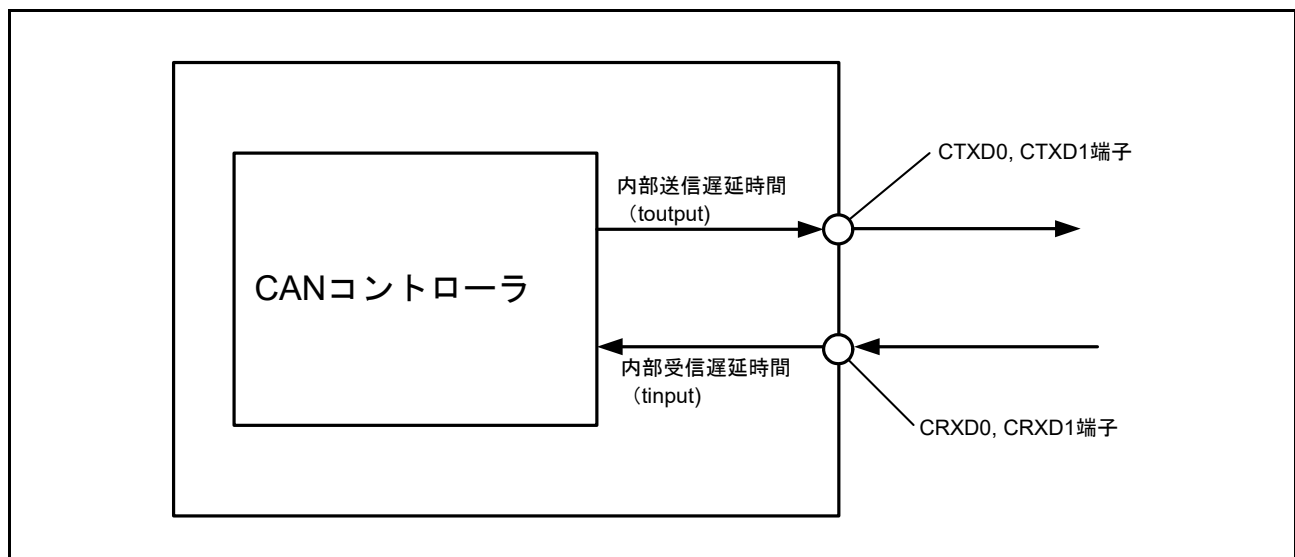 CTXD0, CTXD1端子
内部送信遅延時間
（toutput)
CANコントローラ
内部受信遅延時間
（tinput)
CRXD0, CRXD1端子